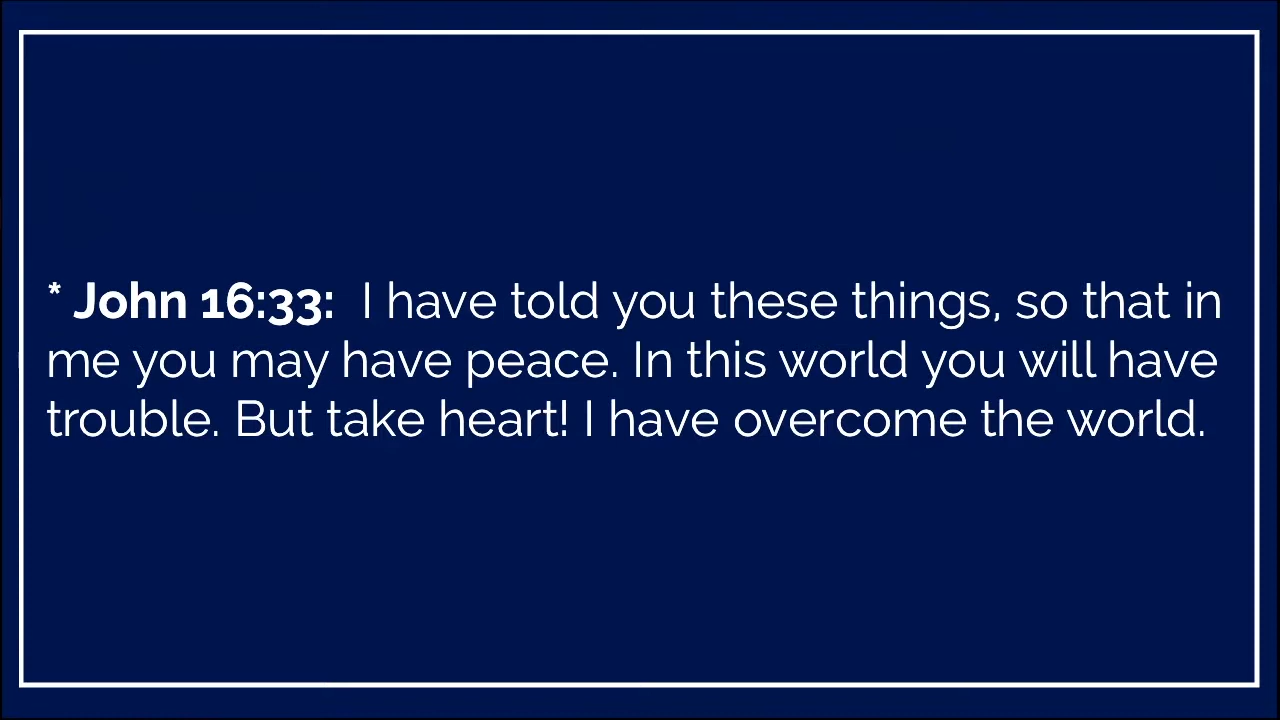 * John 16:33:  I have told you these things, so that in
me you may have peace. In this world you will have
trouble. But take heart! I have overcome the world.